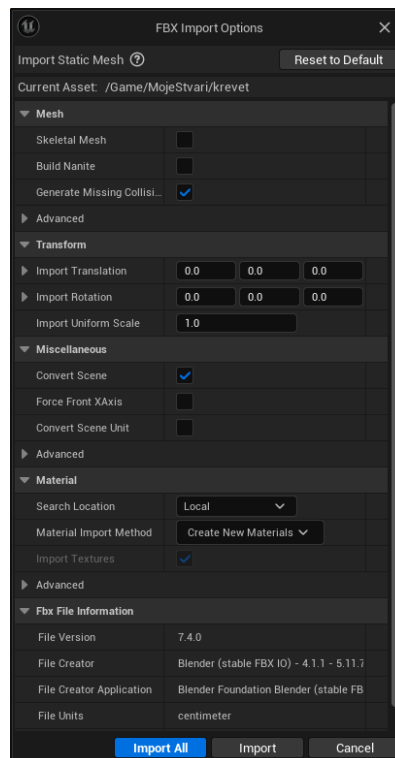 FBX Import Options
Import Static Mesh ? Reset to Default
Current Asset: /Game/MojeStvari/krevet
Mesh
Skeletal Mesh
Build Nanite
Generate Missing Collisi...
Advanced
Transform
Import Translation 0.0 0.0 0.0
Import Rotation 0.0 0.0 0.0
Import Uniform Scale 1.0
Miscellaneous
Convert Scene
Force Front XAxis
Convert Scene Unit
Advanced
Material
Search Location Local
Material Import Method Create New Materials
Import Textures
Advanced
Fbx File Information
File Version 7.4.0
File Creator Blender (stable FBX IO) - 4.1.1 - 5.11.7
File Creator Application Blender Foundation Blender (stable FB
File Units centimeter
Import All Import Cancel